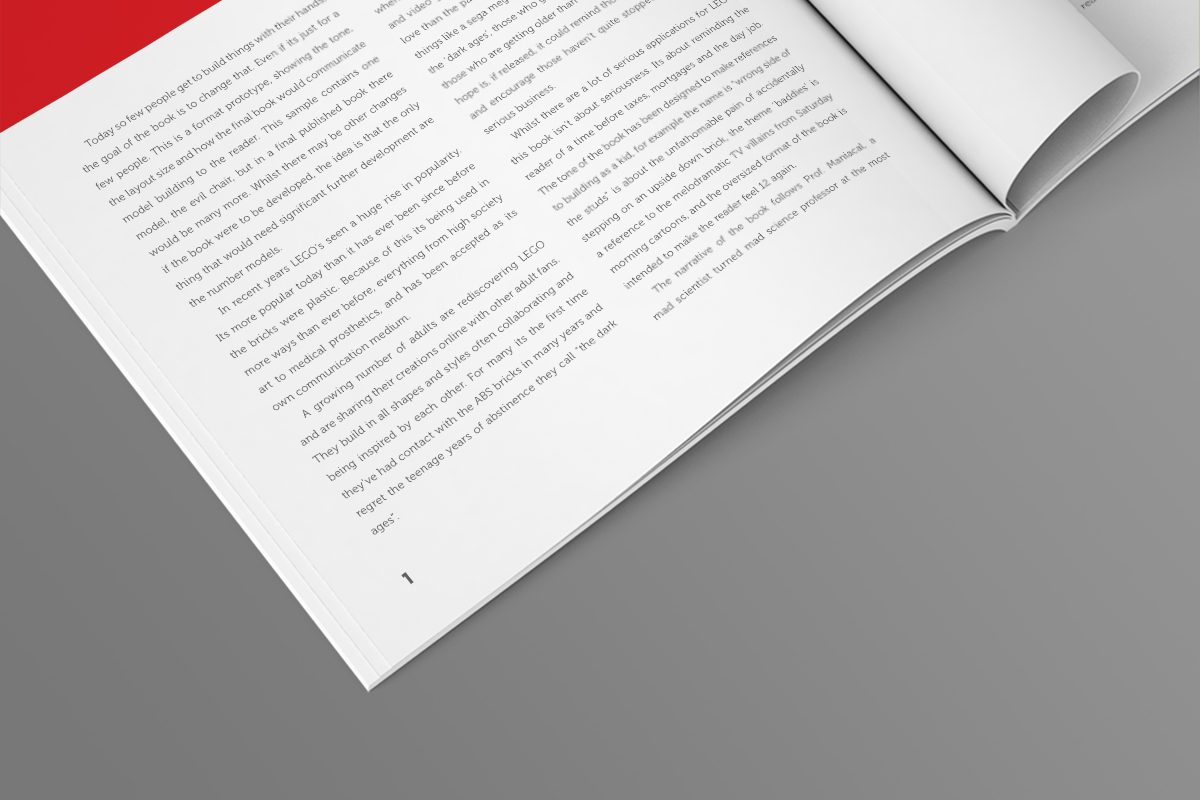 Today so few people get to build things with their hands,
the goal of the book is to change that. Even if its just for a
few people. This is a format prototype, showing the tone,
the layout size and how the final book would communicate
model building to the reader. This sample contains one
model, the evil chair, but in a final published book there
would be many more. Whilst there may be other changes
if the book were to be developed, the idea is that the only
thing that would need significant further development are
the number models.
In recent years LEGO's seen a huge rise in popularity.
Its more popular today than it has ever been since before
the bricks were plastic. Because of this its being used in
more ways than ever before, everything from high society
art to medical prosthetics, and has been accepted as its
own communication medium.
A growing number of adults are rediscovering LEGO
and are sharing their creations online with other adult fans.
They build in all shapes and styles often collaborating and
being inspired by each other. For many its the first time
they've had contact with the ABS bricks in many years and
regret the teenage years of abstinence they call "the dark
ages".
when
and video
love than the
things like a sega
the 'dark ages', those who
those who are getting older than
hope is, if released, it could remind
and encourage those haven't quite
serious business.
Whilst there are a lot of serious applications for
this book isn't about seriousness. Its about reminding the
reader of a time before taxes, mortgages and the day job.
The tone of the book has been designed to make references
to building as a kid, for example the name is "wrong side of
the studs" is about the unfathomable pain of accidentally
stepping on an upside down brick, the theme 'baddies' is
a reference to the melodramatic TV villains from Saturday
morning cartoons, and the oversized format of the book is
intended to make the reader feel 12 again.
The narrative of the book follows Prof. Maniacal, a
mad scientist turned mad science professor at the most
1